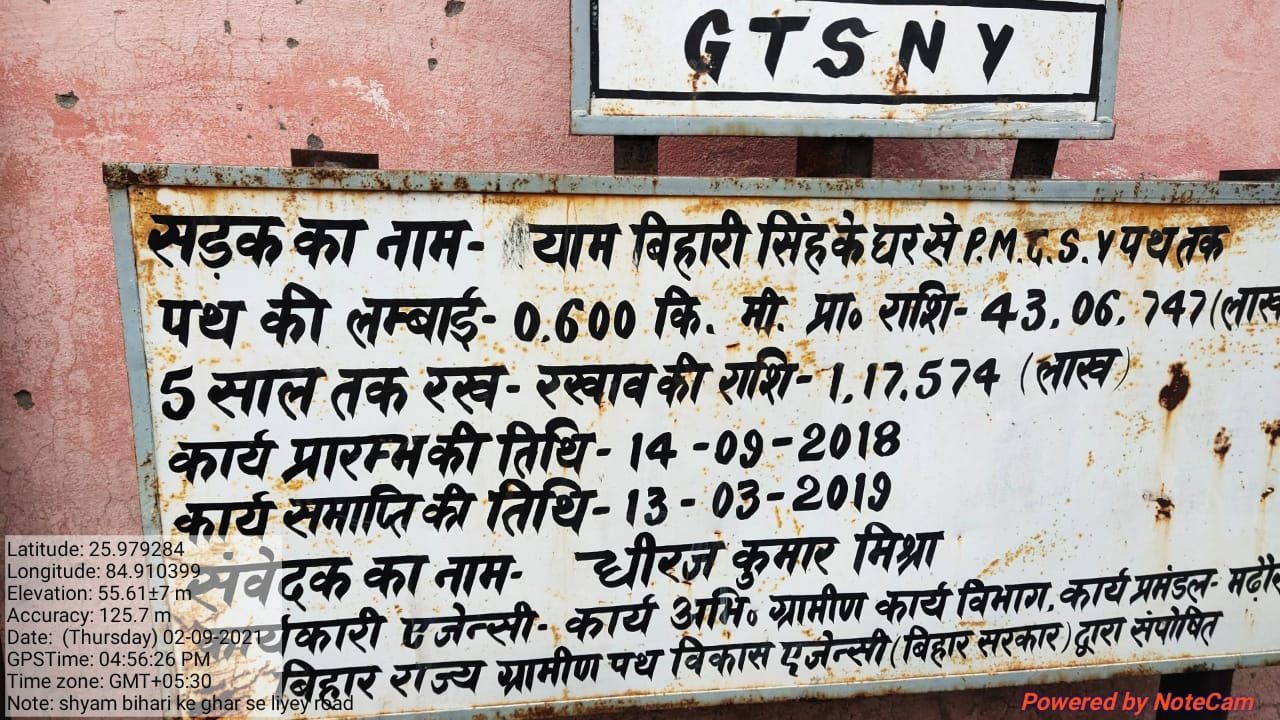 GTSNY
सड़क का नाम- याम बिहारी सिंह के घर से P.M.G.S.Y पथ तक
पथ की लम्बाई- 0.600 कि. मी. प्रा० राशि- 43.06.747 (लाख
5 साल तक रख- रखाव की राशि- 1.17.574 (लाख)
कार्य प्रारम्भ की तिथि- 14-09-2018
कार्य समाप्ति की तिथि- 13-03-2019
संवेदक का नाम- धीरज कुमार मिश्रा
कार्यकारी एजेन्सी- कार्य अभि० ग्रामीण कार्य विभाग. कार्य प्रमंडल-
बिहार राज्य ग्रामीण पथ विकास एजेन्सी (बिहार सरकार) द्वारा संपोषित
Latitude: 25.979284
Longitude: 84.910399
Elevation: 55.61±7 m
Accuracy: 125.7 m
Date: (Thursday) 02-09-2021
GPSTime: 04:56:26 PM
Time zone: GMT+05:30
Note: shyam bihari ke ghar se liyey road
Powered by NoteCam